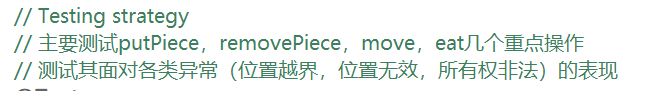 // Testing strategy
// 主要测试putPiece，removePiece，move，eat几个重点操作
// 测试其面对各类异常（位置越界，位置无效，所有权非法）的表现